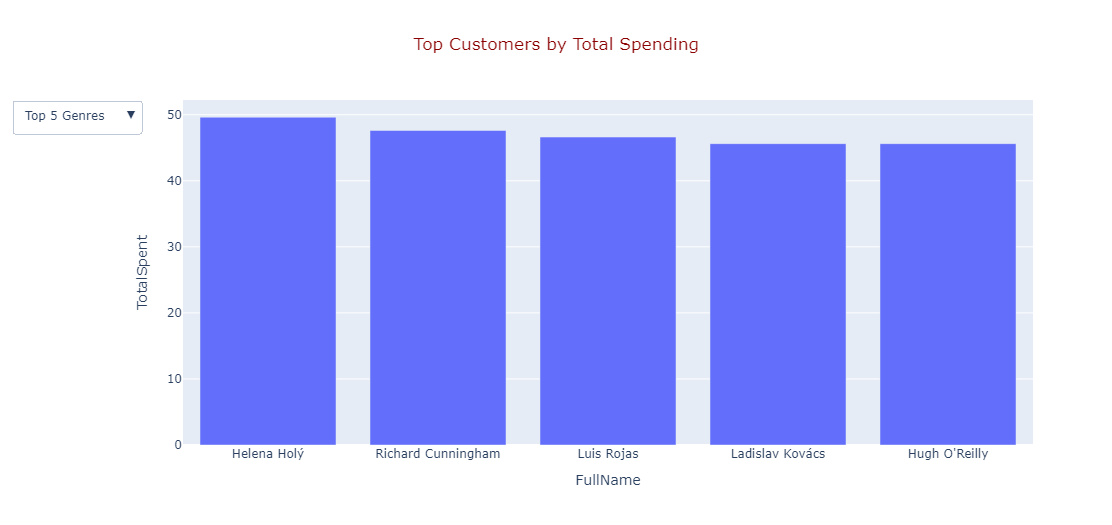 Top Customers by Total Spending
Top 5 Genres ▼
TotalSpent
50
40
30
20
10
0
Helena Holý
Richard Cunningham
Luis Rojas
Ladislav Kovács
Hugh O'Reilly
FullName